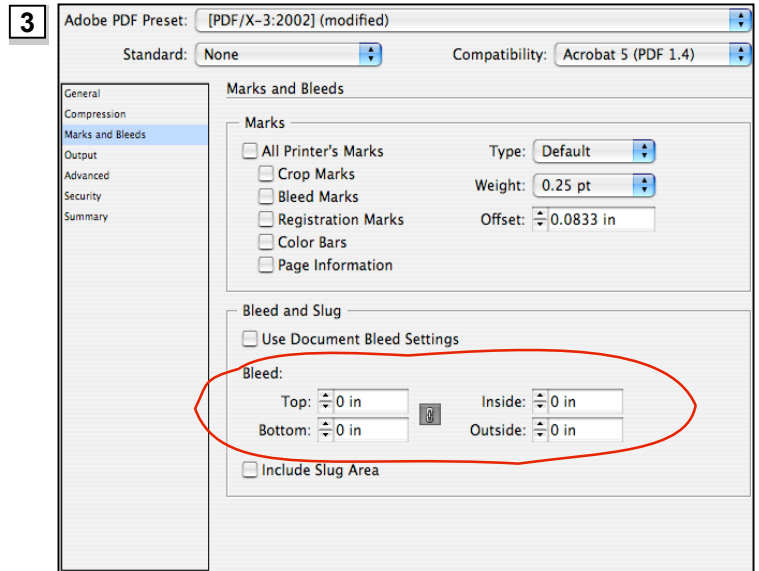 3
Adobe PDF Preset: [PDF/X-3:2002] (modified)
Standard: None Compatibility: Acrobat 5 (PDF 1.4)
General
Compression
Marks and Bleeds
Output
Advanced
Security
Summary
Marks and Bleeds
Marks
All Printer's Marks
Crop Marks
Bleed Marks
Registration Marks
Color Bars
Page Information
Type: Default
Weight: 0.25 pt
Offset: 0.0833 in
Bleed and Slug
Use Document Bleed Settings
Bleed:
Top: 0 in Inside: 0 in
Bottom: 0 in Outside: 0 in
Include Slug Area